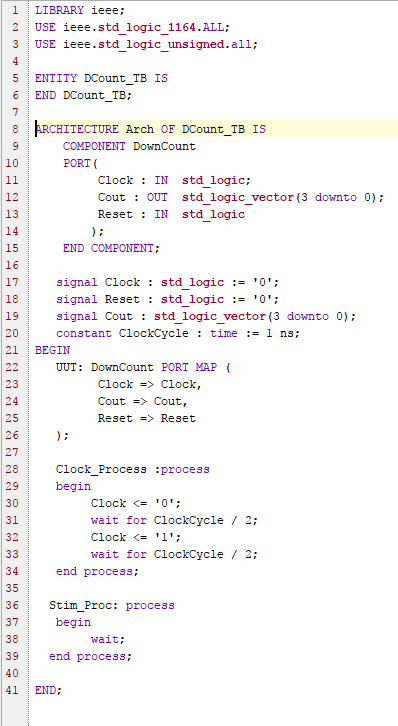 1 LIBRARY ieee;
2 USE ieee.std_logic_1164.ALL;
3 USE ieee.std_logic_unsigned.all;
4
5 ENTITY DCount_TB IS
6 END DCount_TB;
7
8 ARCHITECTURE Arch OF DCount_TB IS
9     COMPONENT DownCount
10     PORT(
11          Clock : IN  std_logic;
12          Cout : OUT  std_logic_vector(3 downto 0);
13          Reset : IN  std_logic
14         );
15     END COMPONENT;
16
17    signal Clock : std_logic := '0';
18    signal Reset : std_logic := '0';
19    signal Cout : std_logic_vector(3 downto 0);
20    constant ClockCycle : time := 1 ns;
21 BEGIN
22    UUT: DownCount PORT MAP (
23          Clock => Clock,
24          Cout => Cout,
25          Reset => Reset
26    );
27
28    Clock_Process :process
29    begin
30         Clock <= '0';
31         wait for ClockCycle / 2;
32         Clock <= '1';
33         wait for ClockCycle / 2;
34    end process;
35
36   Stim_Proc: process
37    begin
38         wait;
39   end process;
40
41 END;